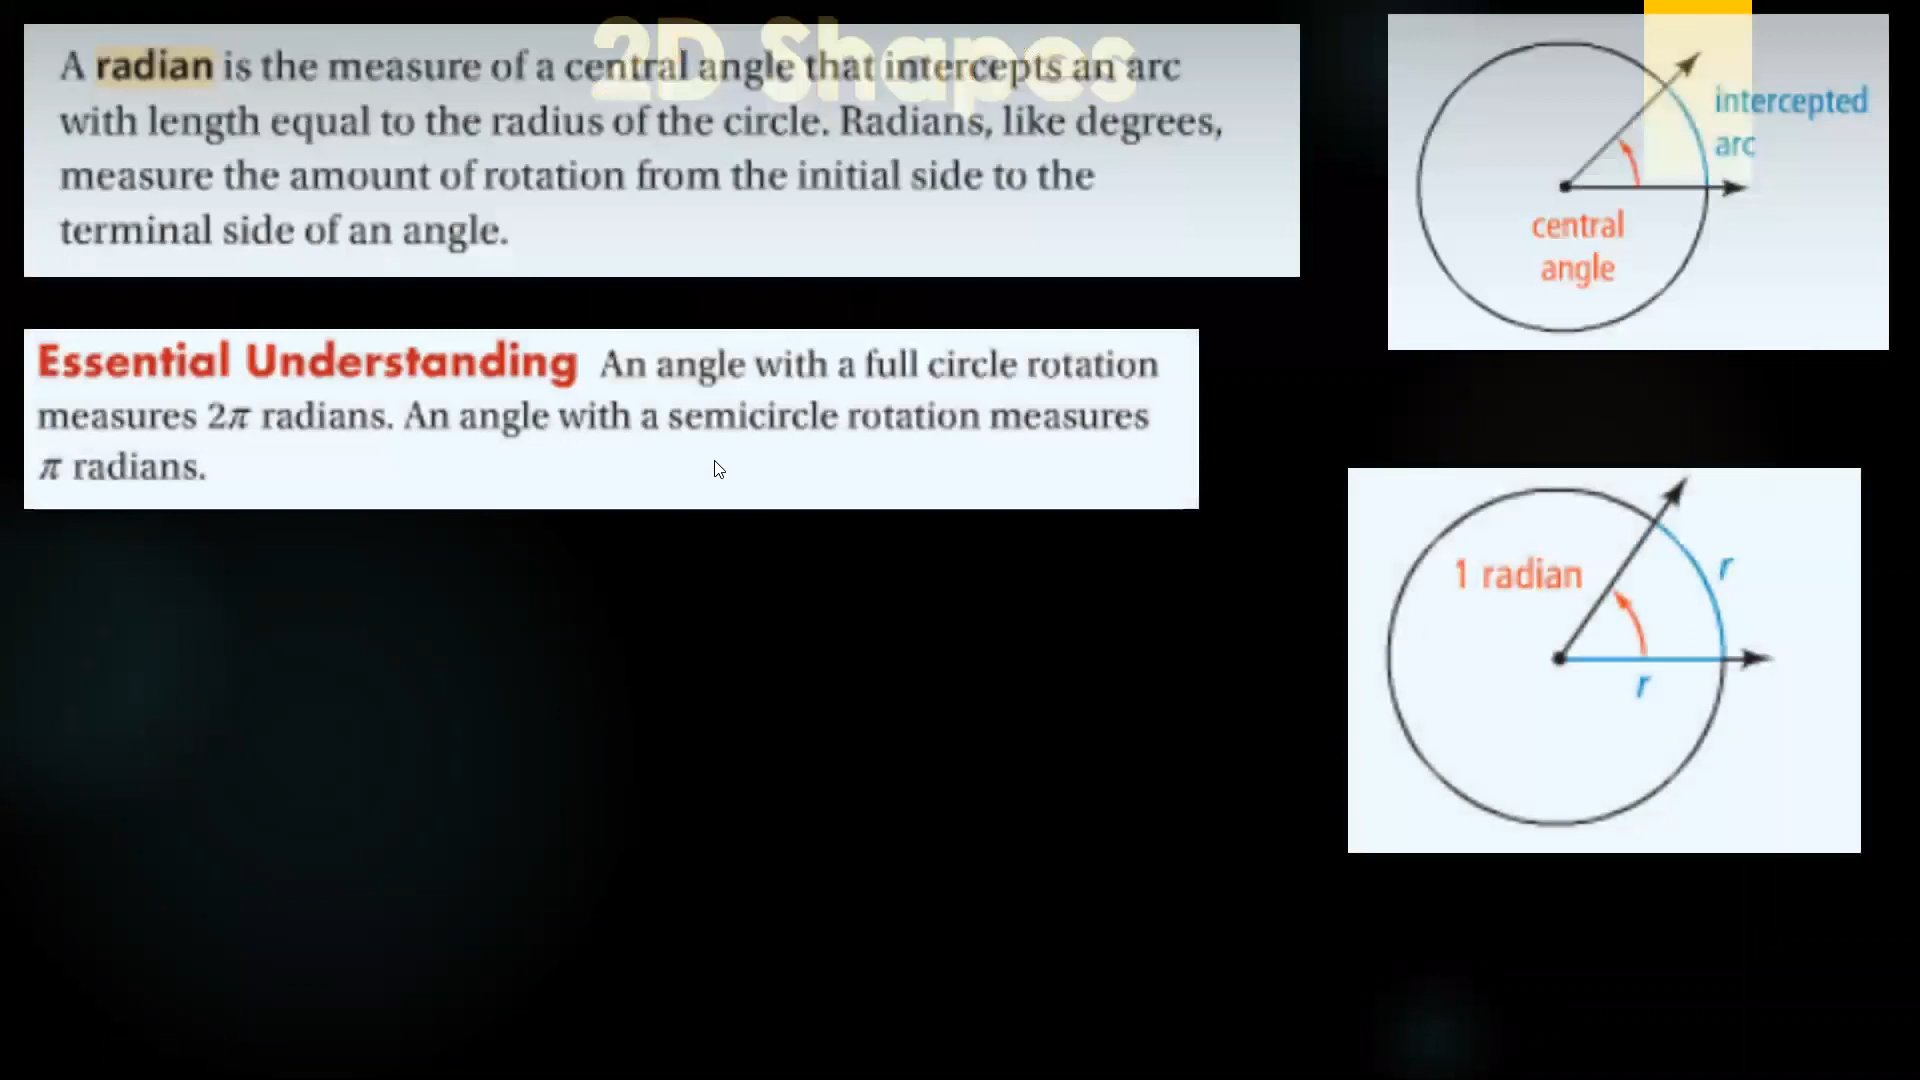 2D Shapes
A radian is the measure of a central angle that intercepts an arc
with length equal to the radius of the circle. Radians, like degrees,
measure the amount of rotation from the initial side to the
terminal side of an angle.
intercepted
arc
central
angle
Essential Understanding An angle with a full circle rotation
measures 2π radians. An angle with a semicircle rotation measures
π radians.
1 radian
r
r